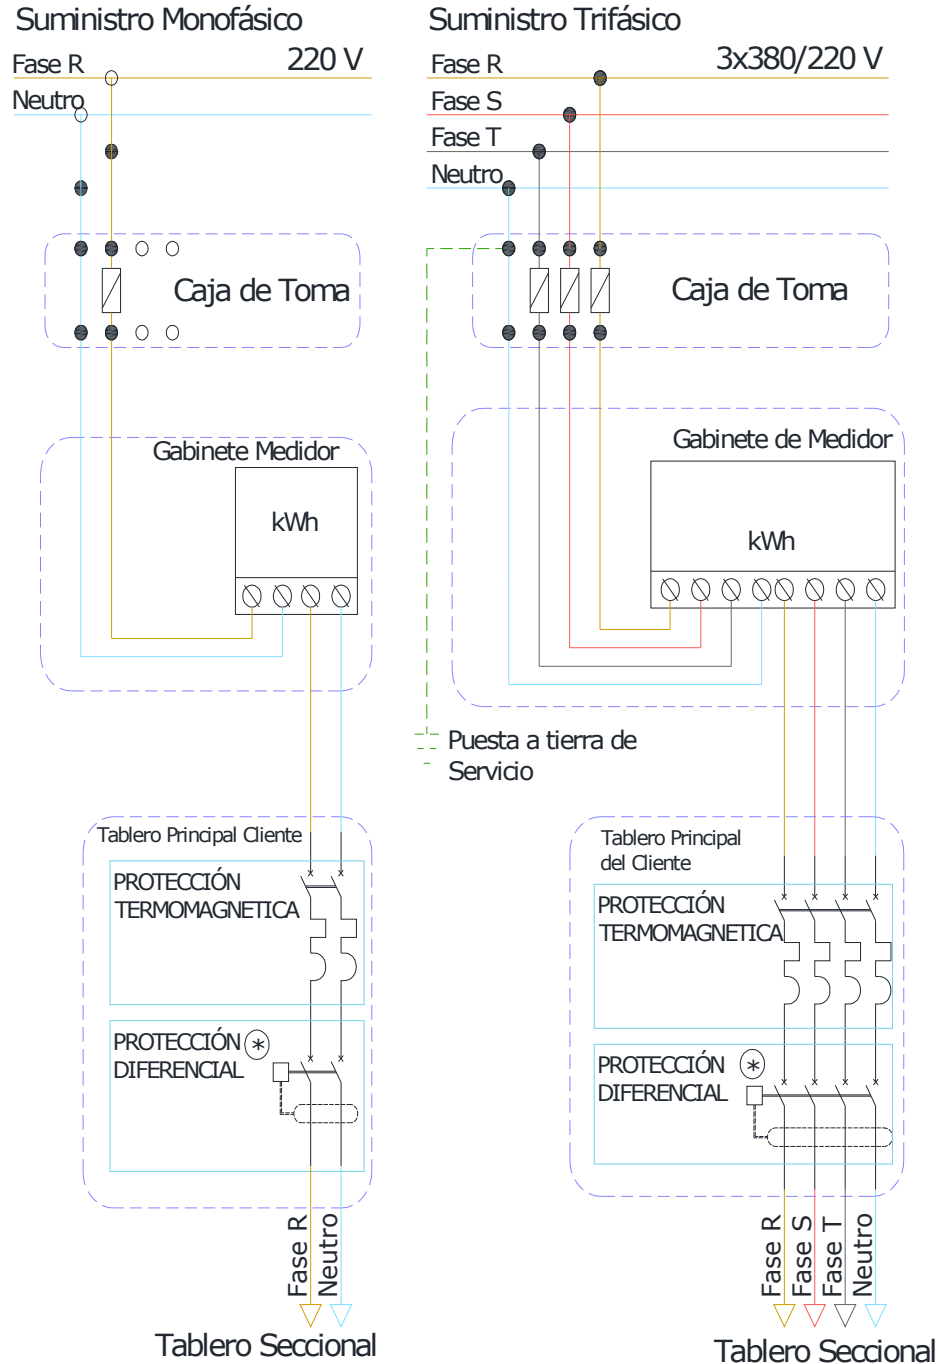 Suministro Monofásico
220 V
Fase R
Neutro
Caja de Toma
Gabinete Medidor
kWh
Tablero Principal Cliente
PROTECCIÓN
TERMOMAGNETICA
PROTECCIÓN *
DIFERENCIAL
Fase R
Neutro
Tablero Seccional
Suministro Trifásico
3x380/220 V
Fase R
Fase S
Fase T
Neutro
Caja de Toma
Gabinete de Medidor
kWh
Puesta a tierra de
Servicio
Tablero Principal
del Cliente
PROTECCIÓN
TERMOMAGNETICA
PROTECCIÓN *
DIFERENCIAL
Fase R
Fase S
Fase T
Neutro
Tablero Seccional